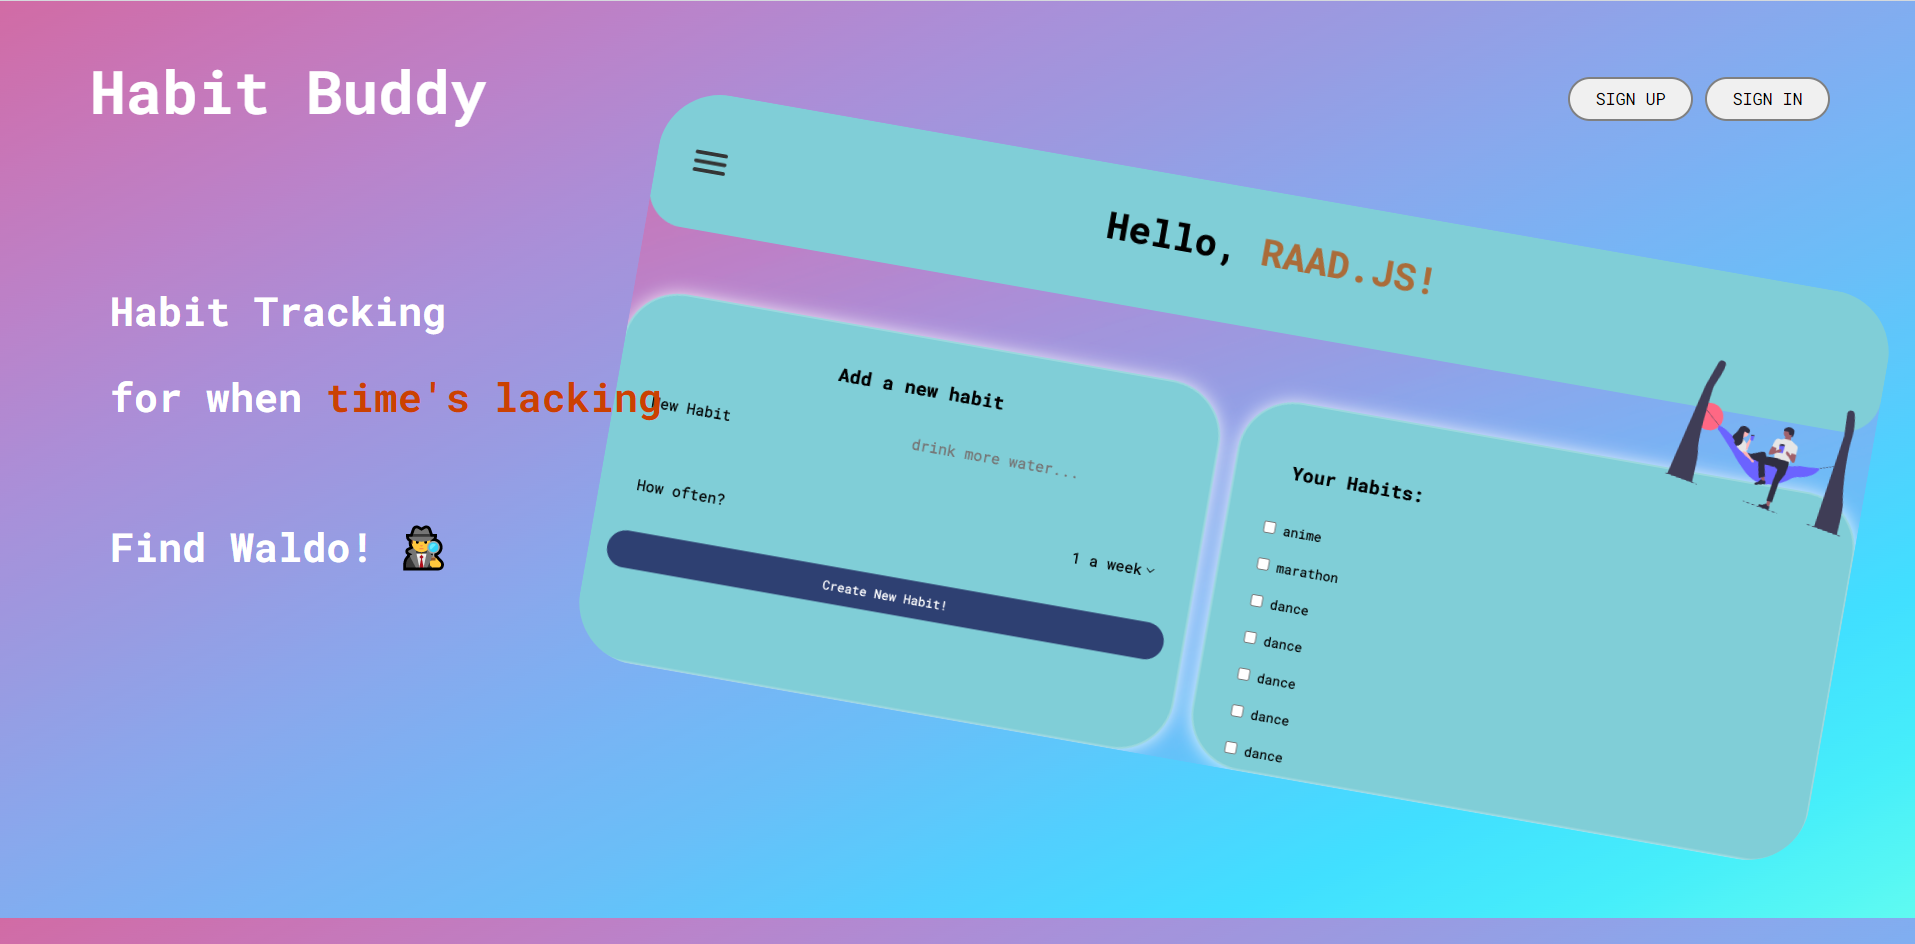 Habit Buddy
SIGN UP
SIGN IN
Habit Tracking
for when time's lacking
Find Waldo!
Hello, RAAD.JS!
Add a new habit
New Habit
drink more water...
How often?
1 a week
Create New Habit!
Your Habits:
anime
marathon
dance
dance
dance
dance
dance